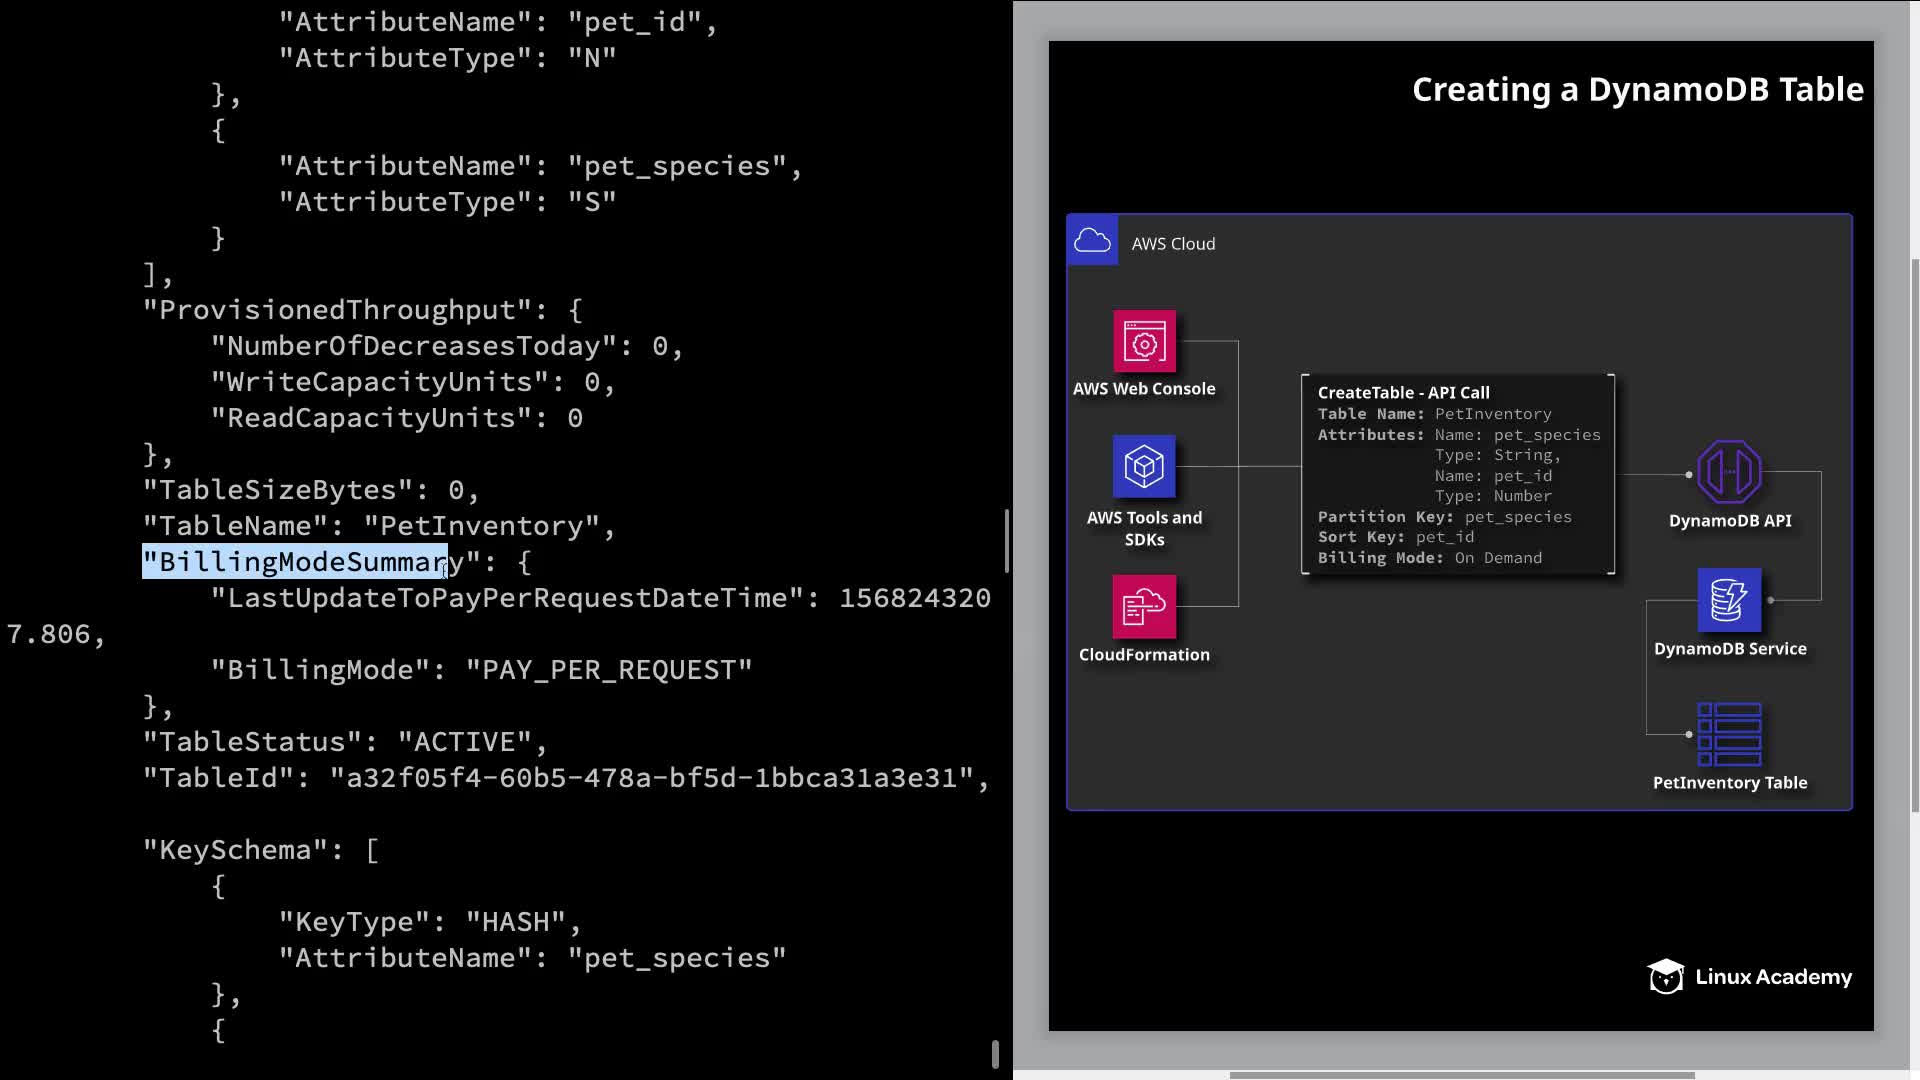 "AttributeName": "pet_id",
"AttributeType": "N"
},
{
"AttributeName": "pet_species",
"AttributeType": "S"
}
],
"ProvisionedThroughput": {
"NumberOfDecreasesToday": 0,
"WriteCapacityUnits": 0,
"ReadCapacityUnits": 0
},
"TableSizeBytes": 0,
"TableName": "PetInventory",
"BillingModeSummary": {
"LastUpdateToPayPerRequestDateTime": 156824320
7.806,
"BillingMode": "PAY_PER_REQUEST"
},
"TableStatus": "ACTIVE",
"TableId": "a32f05f4-60b5-478a-bf5d-1bbca31a3e31",
"KeySchema": [
{
"KeyType": "HASH",
"AttributeName": "pet_species"
},
{
Creating a DynamoDB Table
AWS Cloud
AWS Web Console
AWS Tools and
SDKs
CloudFormation
CreateTable - API Call
Table Name: PetInventory
Attributes: Name: pet_species
Type: String,
Name: pet_id
Type: Number
Partition Key: pet_species
Sort Key: pet_id
Billing Mode: On Demand
DynamoDB API
DynamoDB Service
PetInventory Table
Linux Academy